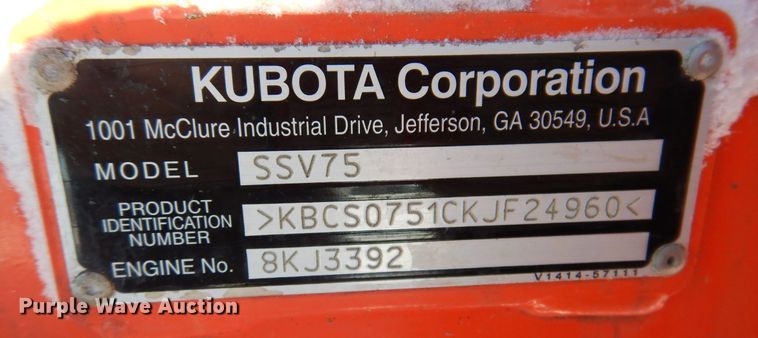 KUBOTA Corporation
1001 McClure Industrial Drive, Jefferson, GA 30549, U.S.A
MODEL SSV75
PRODUCT IDENTIFICATION NUMBER >KBCS0751CKJF24960<
ENGINE No. 8KJ3392
V1414-57111
Purple Wave Auction